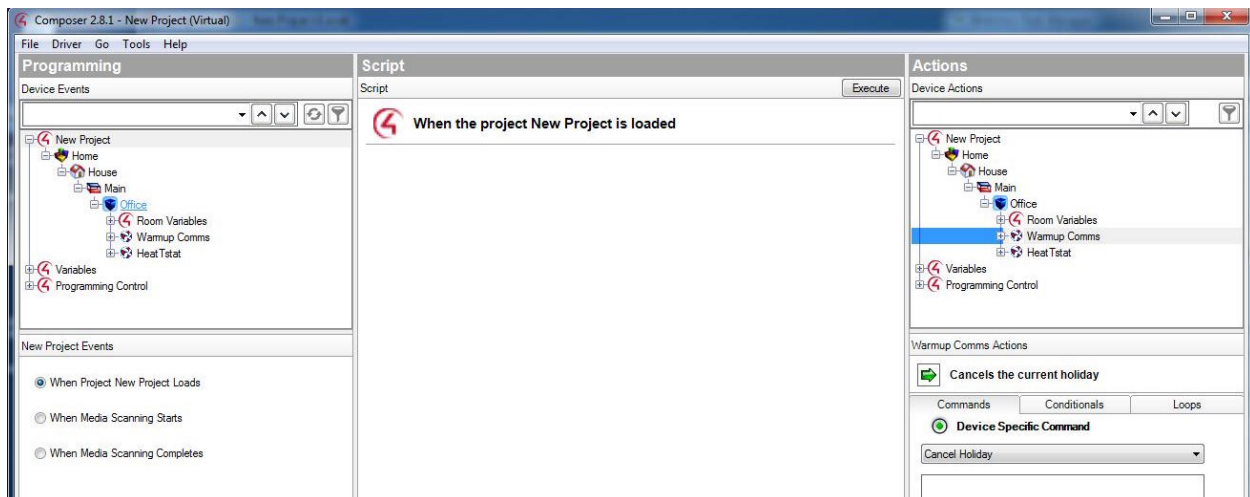 Composer 2.8.1 - New Project (Virtual)
File Driver Go Tools Help
Programming
Device Events
New Project
Home
House
Main
Office
Room Variables
Warmup Comms
HeatTstat
Variables
Programming Control
New Project Events
When Project New Project Loads
When Media Scanning Starts
When Media Scanning Completes
Script
Script Execute
When the project New Project is loaded
Actions
Device Actions
New Project
Home
House
Main
Office
Room Variables
Warmup Comms
HeatTstat
Variables
Programming Control
Warmup Comms Actions
Cancels the current holiday
Commands Conditionals Loops
Device Specific Command
Cancel Holiday